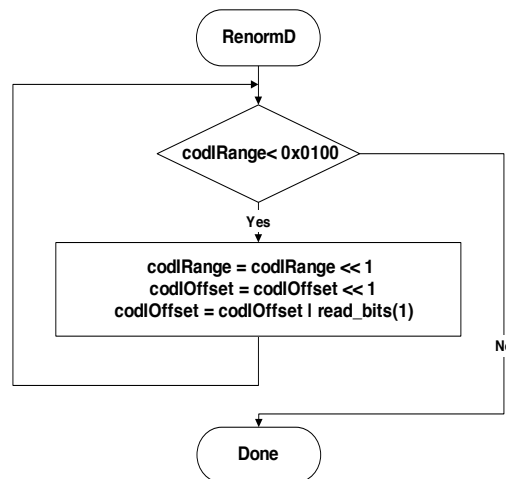 RenormD
codIRange< 0x0100
Yes
codIRange = codIRange << 1
codIOffset = codIOffset << 1
codIOffset = codIOffset | read_bits(1)
No
Done